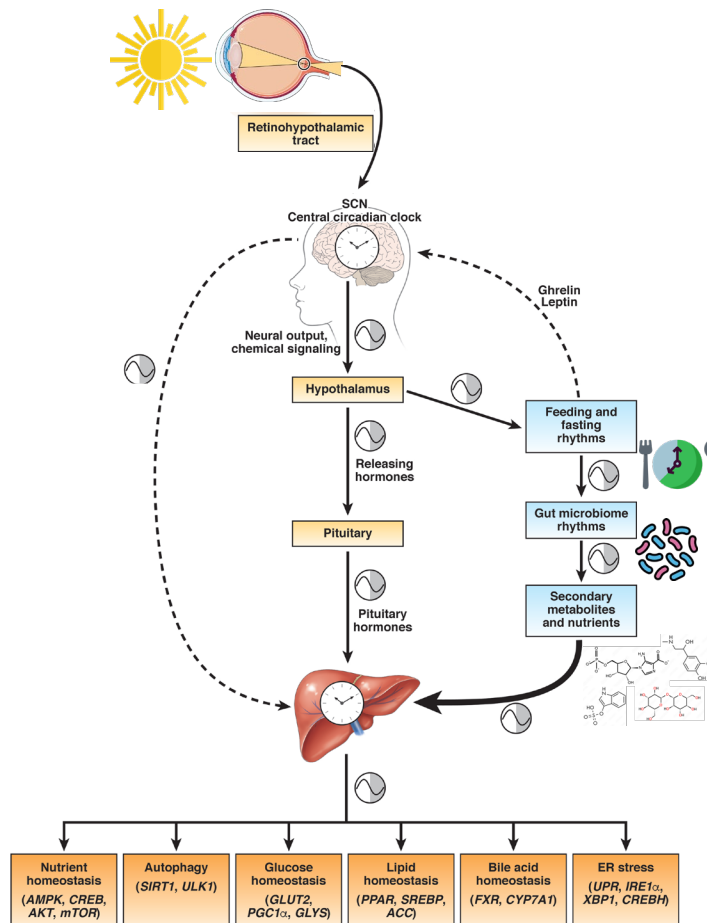 Retinohypothalamic
tract
SCN
Central circadian clock
Ghrelin
Leptin
Neural output,
chemical signaling
Hypothalamus
Feeding and
fasting
rhythms
Releasing
hormones
Gut microbiome
rhythms
Pituitary
Secondary
metabolites
and nutrients
Pituitary
hormones
Nutrient
homeostasis
(AMPK, CREB,
AKT, mTOR)
Autophagy
(SIRT1, ULK1)
Glucose
homeostasis
(GLUT2,
PGC1α, GLYS)
Lipid
homeostasis
(PPAR, SREBP,
ACC)
Bile acid
homeostasis
(FXR, CYP7A1)
ER stress
(UPR, IRE1α,
XBP1, CREBH)